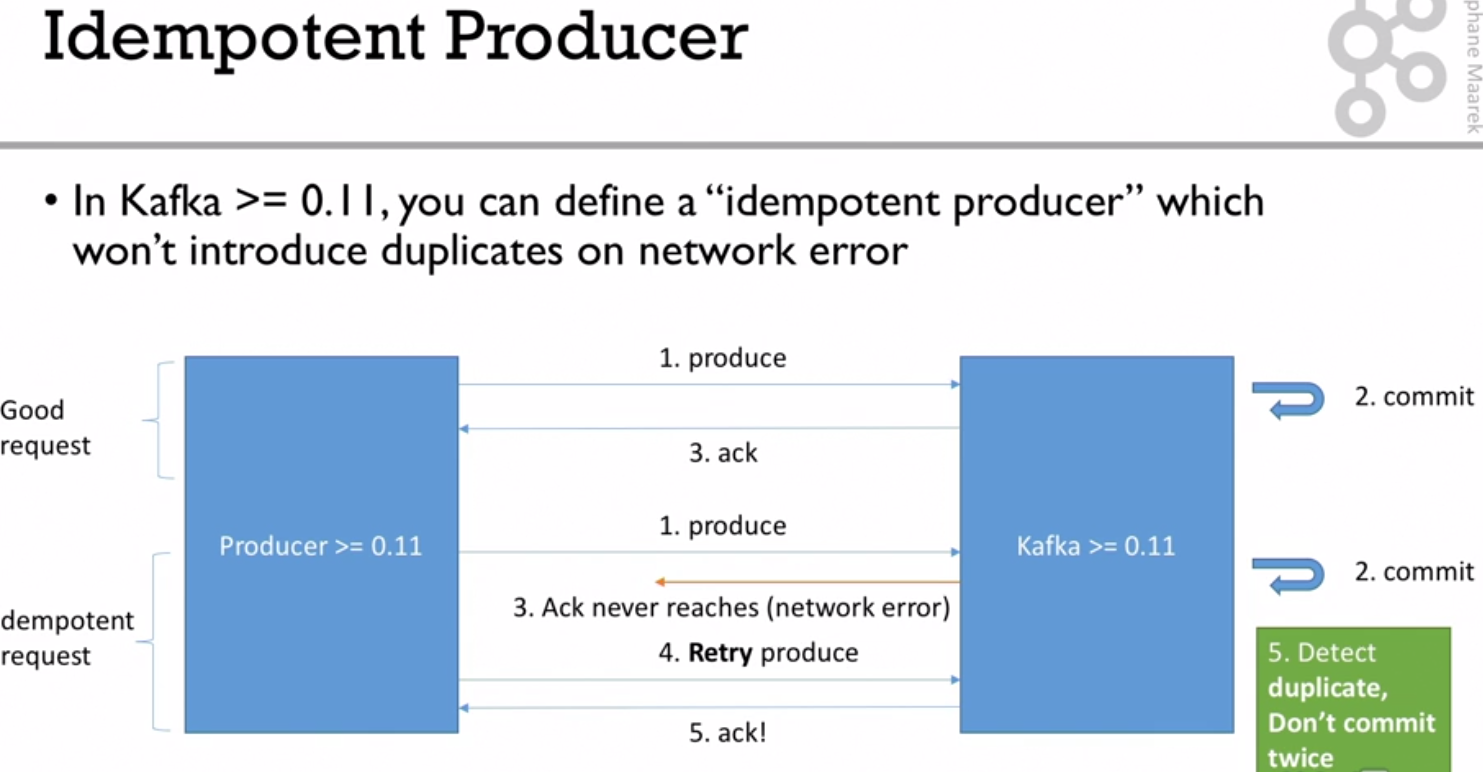 Idempotent Producer
phane Maarek
• In Kafka >= 0.11, you can define a “idempotent producer” which
won’t introduce duplicates on network error
Good
request
Producer >= 0.11
1. produce
3. ack
Kafka >= 0.11
2. commit
dempotent
request
1. produce
3. Ack never reaches (network error)
4. Retry produce
5. ack!
2. commit
5. Detect
duplicate,
Don’t commit
twice